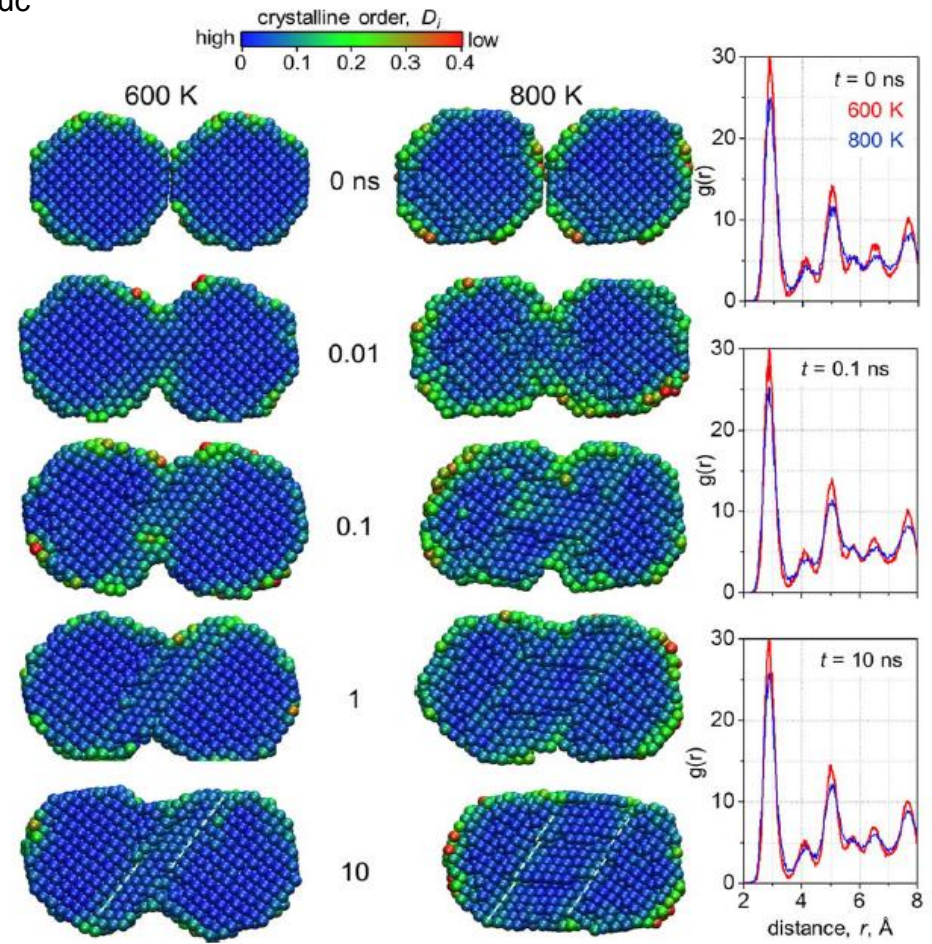 crystalline order, Di
high low
0 0.1 0.2 0.3 0.4
600 K 800 K
0 ns
0.01
0.1
1
10
30
20
10
0
g(r)
t = 0 ns
600 K
800 K
30
20
10
0
g(r)
t = 0.1 ns
30
20
10
0
g(r)
t = 10 ns
2 4 6 8
distance, r, Å